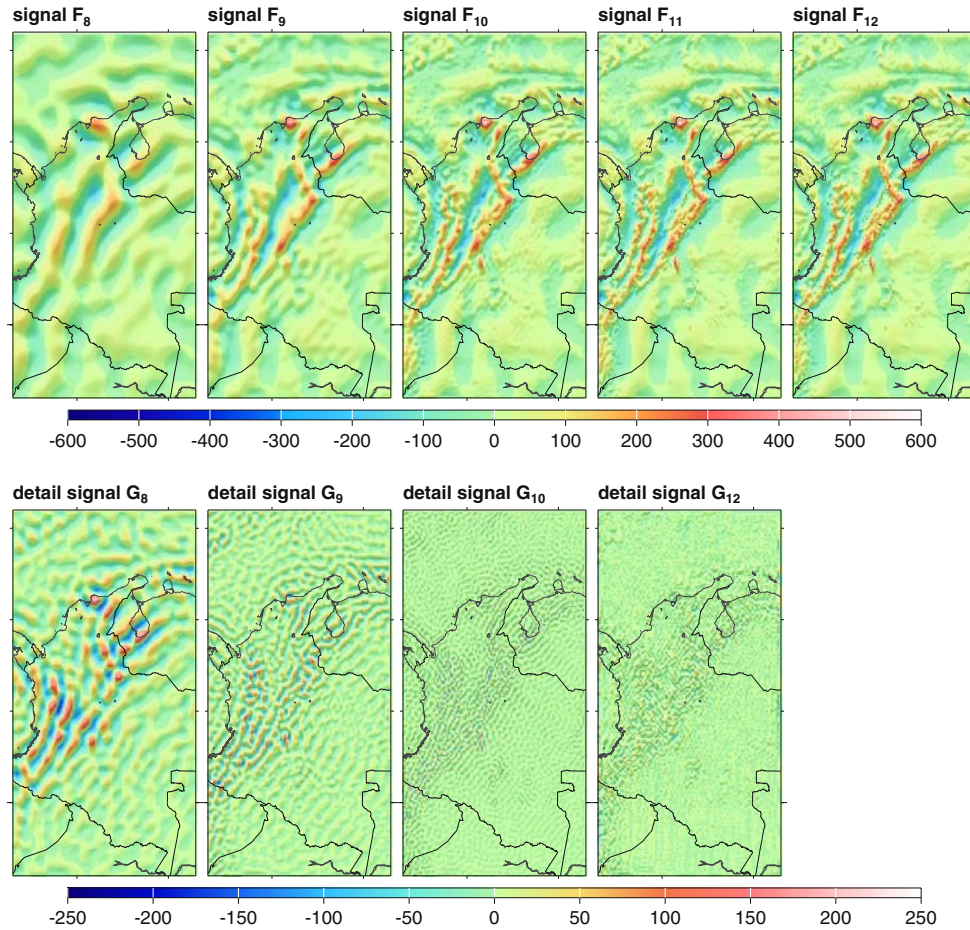 signal F₈ signal F₉ signal F₁₀ signal F₁₁ signal F₁₂
-600 -500 -400 -300 -200 -100 0 100 200 300 400 500 600
detail signal G₈ detail signal G₉ detail signal G₁₀ detail signal G₁₂
-250 -200 -150 -100 -50 0 50 100 150 200 250